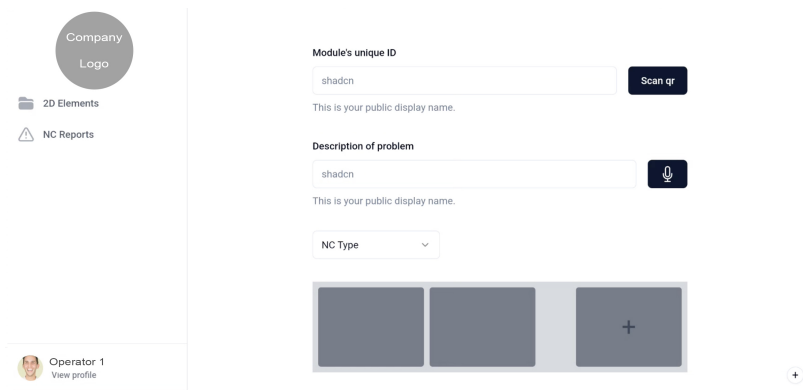 Company
Logo
2D Elements
NC Reports
Operator 1
View profile
Module's unique ID
shadcn
Scan qr
This is your public display name.
Description of problem
shadcn
This is your public display name.
NC Type
+
+